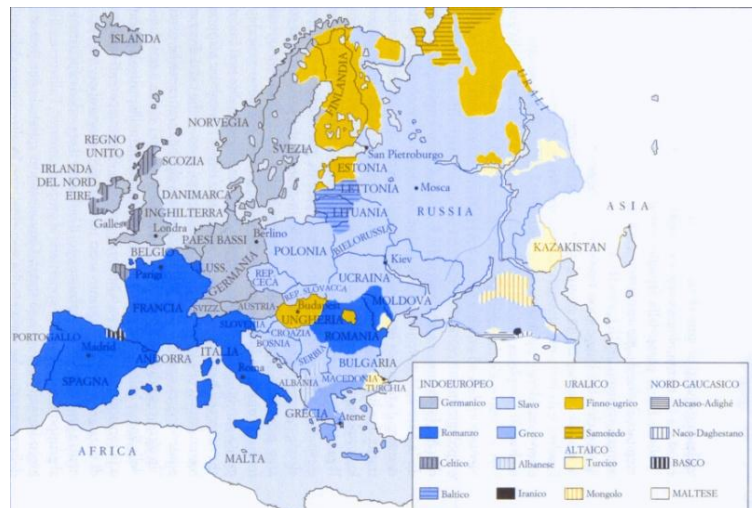 ISLANDA
NORVEGIA
SVEZIA
FINLANDIA
URALI
REGNO
UNITO
SCOZIA
San Pietroburgo
ESTONIA
IRLANDA
DEL NORD
EIRE
DANIMARCA
LETTONIA
Mosca
RUSSIA
ASIA
INGHILTERRA
LITUANIA
Galles
Londra
PAESI BASSI
Berlino
BIELORUSSIA
KAZAKISTAN
BELGIO
GERMANIA
POLONIA
Kiev
Parigi
LUSS.
REP.
CECA
UCRAINA
REP. SLOVACCA
MOLDOVA
FRANCIA
SVIZZ.
AUSTRIA
Budapest
UNGHERIA
SLOVENIA
CROAZIA
ROMANIA
PORTOGALLO
BOSNIA
Madrid
ANDORRA
ITALIA
SERBIA
BULGARIA
SPAGNA
Roma
ALBANIA
MACEDONIA
TURCHIA
GRECIA
Atene
AFRICA
MALTA
INDOEUROPEO
Germanico
Romanzo
Celtico
Baltico
Slavo
Greco
Albanese
Iranico
URALICO
Finno-ugrico
Samoiedo
ALTAICO
Turcico
Mongolo
NORD-CAUCASICO
Abcaso-Adighé
Naco-Daghestano
BASCO
MALTESE